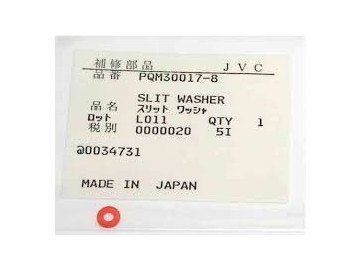 補修部品 JVC
品番 PQM30017-8
品名 SLIT WASHER
スリット ワッシャ
ロット L011 QTY 1
税別 0000020 5I
@0034731
MADE IN JAPAN